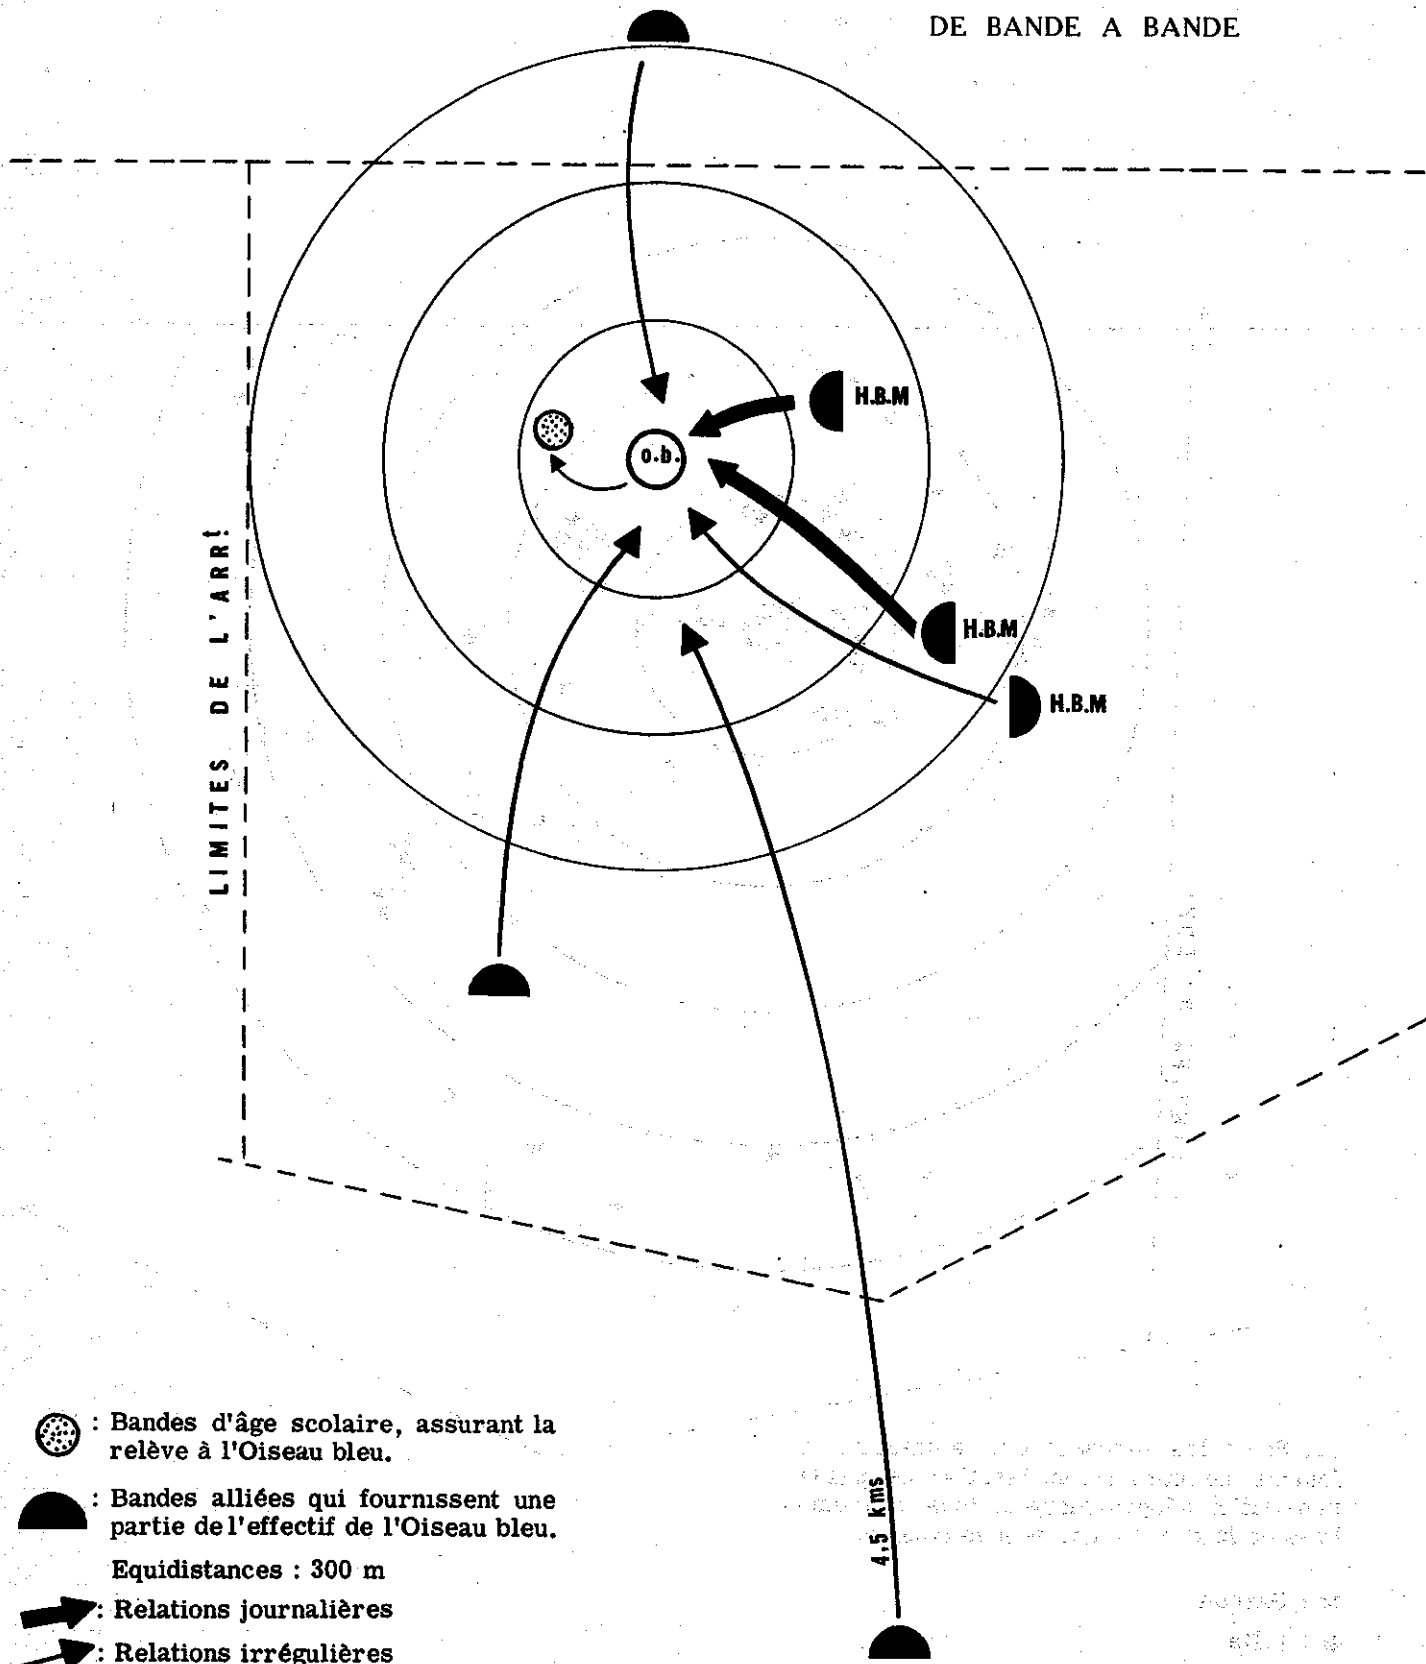 DE BANDE A BANDE
H.B.M
o.b.
H.B.M
H.B.M
LIMITES DE L'ARRt
4,5 kms
: Bandes d'âge scolaire, assurant la
relève à l'Oiseau bleu.
: Bandes alliées qui fournissent une
partie de l'effectif de l'Oiseau bleu.
Equidistances : 300 m
: Relations journalières
: Relations irrégulières